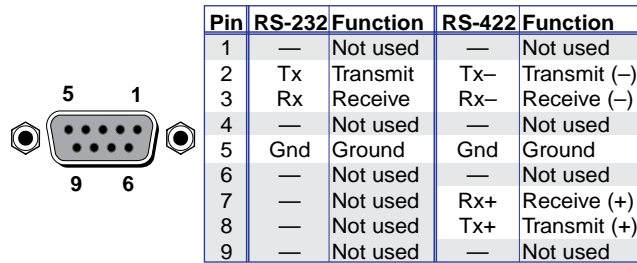 Pin RS-232 Function RS-422 Function
1 — Not used — Not used
2 Tx Transmit Tx– Transmit (–)
3 Rx Receive Rx– Receive (–)
4 — Not used — Not used
5 Gnd Ground Gnd Ground
6 — Not used — Not used
7 — Not used Rx+ Receive (+)
8 — Not used Tx+ Transmit (+)
9 — Not used — Not used
5 1
9 6